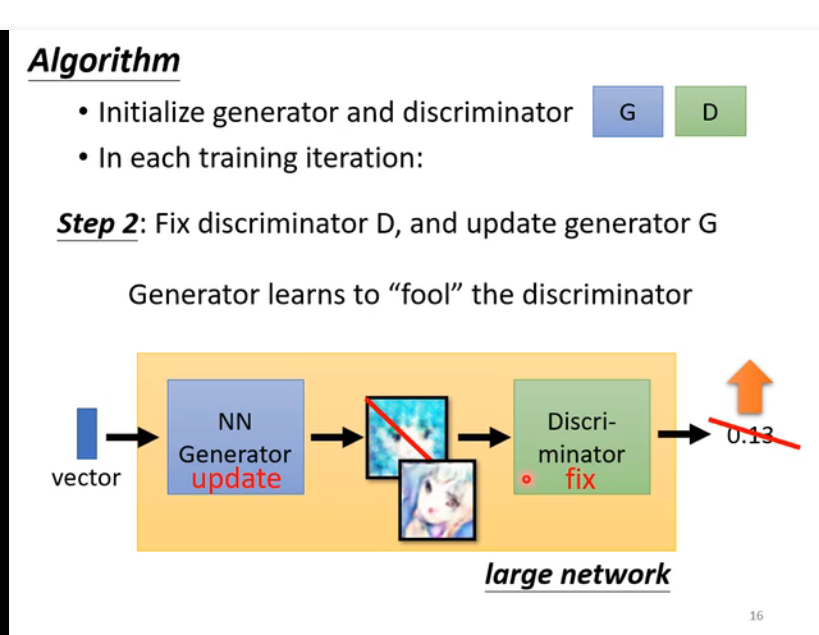 Algorithm
• Initialize generator and discriminator G D
• In each training iteration:
Step 2: Fix discriminator D, and update generator G
Generator learns to “fool” the discriminator
NN
Generator
update
Discri-
minator
fix
0.13
vector
large network
16